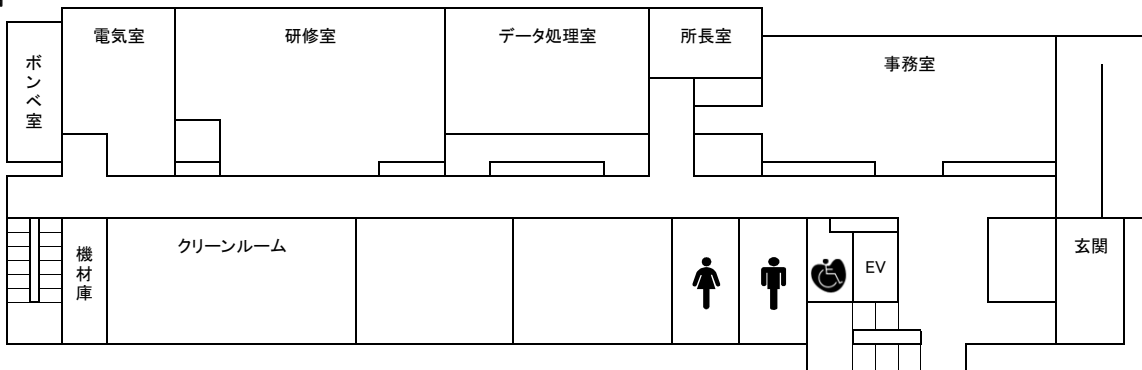 ボンベ室
電気室
研修室
データ処理室
所長室
事務室
機材庫
クリーンルーム
EV
玄関